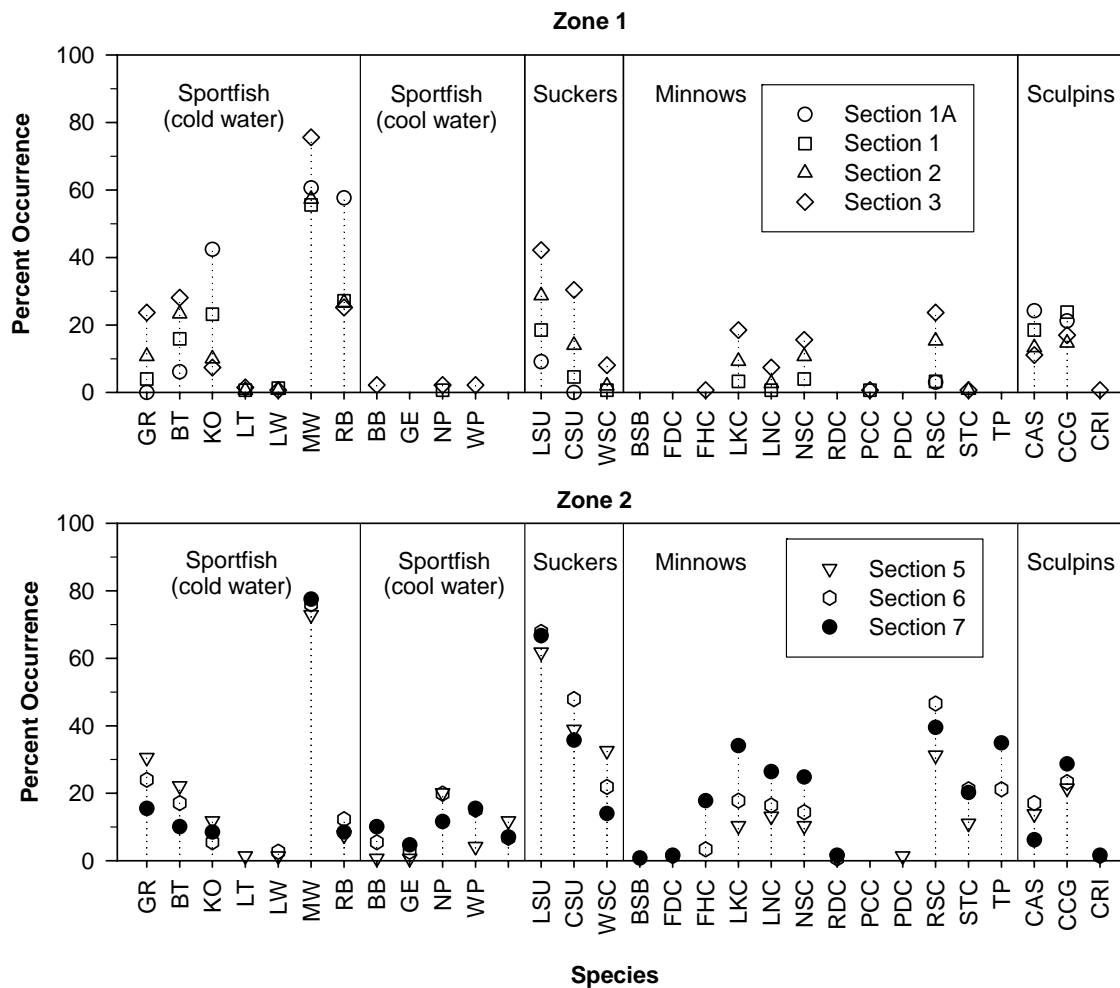 Zone 1
100
80
60
40
20
0
Percent Occurrence
Sportfish
(cold water)
Sportfish
(cool water)
Suckers
Minnows
Sculpins
Section 1A
Section 1
Section 2
Section 3
GR
BT
KO
LT
LW
MW
RB
BB
GE
NP
WP
LSU
CSU
WSC
BSB
FDC
FHC
LKC
LNC
NSC
RDC
PCC
PDC
RSC
STC
TP
CAS
CCG
CRI
Zone 2
100
80
60
40
20
0
Percent Occurrence
Sportfish
(cold water)
Sportfish
(cool water)
Suckers
Minnows
Sculpins
Section 5
Section 6
Section 7
GR
BT
KO
LT
LW
MW
RB
BB
GE
NP
WP
LSU
CSU
WSC
BSB
FDC
FHC
LKC
LNC
NSC
RDC
PCC
PDC
RSC
STC
TP
CAS
CCG
CRI
Species